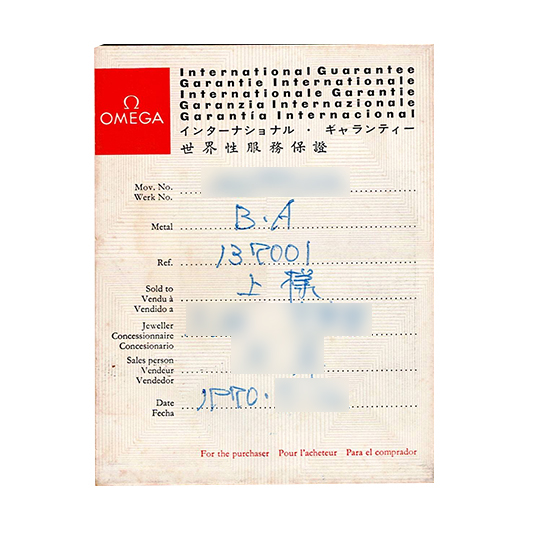 Ω
OMEGA
International Guarantee
Garantie Internationale
Internationale Garantie
Garanzia Internazionale
Garantía Internacional
インターナショナル・ギャランティー
世界性服務保證
Mov. No.
Werk No.
Metal B.A
Ref. 137001
Sold to 上様
Vendu à
Vendido a
Jeweller
Concessionnaire
Concesionario
Sales person
Vendeur
Vendedor
Date
Fecha
For the purchaser Pour l'acheteur Para el comprador